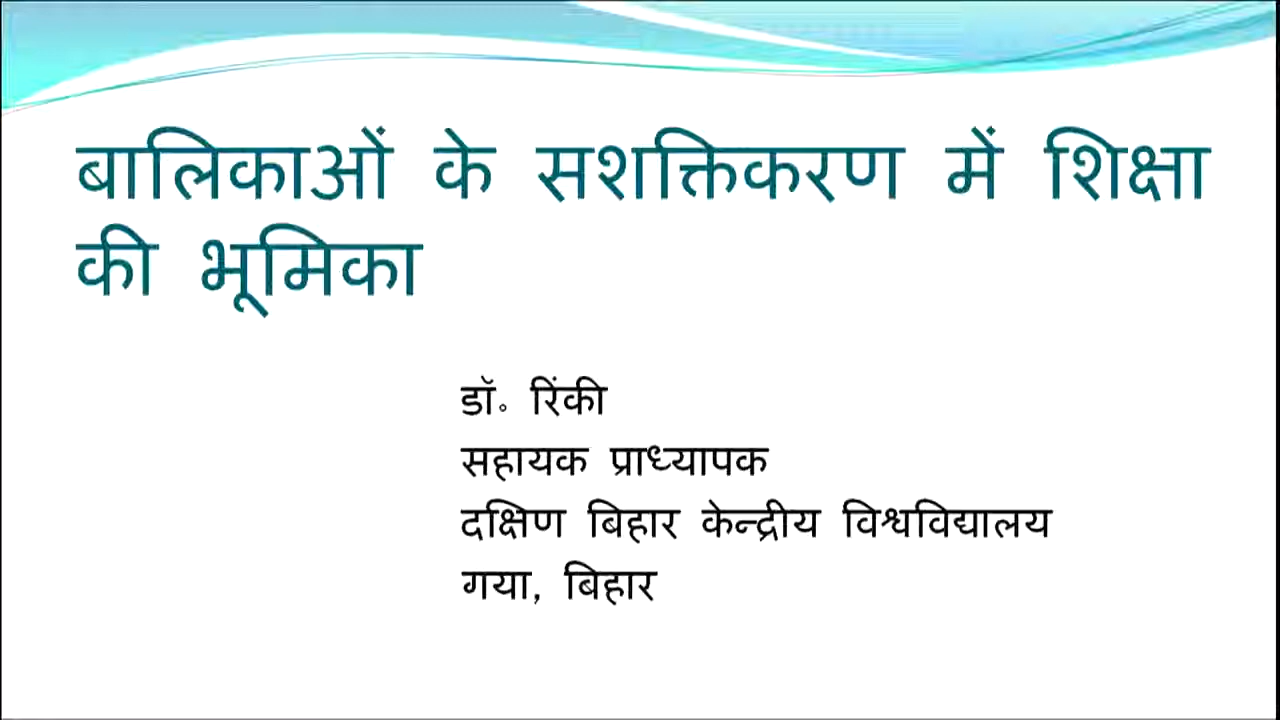 बालिकाओं के सशक्तिकरण में शिक्षा
की भूमिका
डॉ॰ रिंकी
सहायक प्राध्यापक
दक्षिण बिहार केन्द्रीय विश्वविद्यालय
गया, बिहार